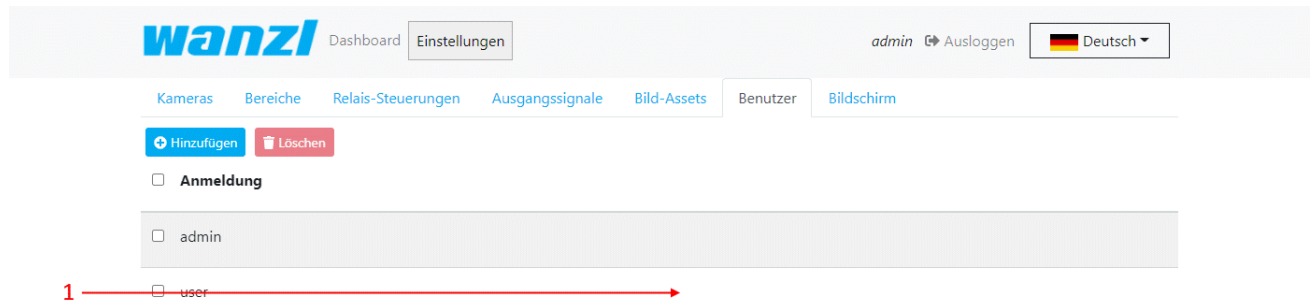 wanzl Dashboard Einstellungen admin Ausloggen Deutsch
Kameras Bereiche Relais-Steuerungen Ausgangssignale Bild-Assets Benutzer Bildschirm
Hinzufügen Löschen
Anmeldung
admin
1 user